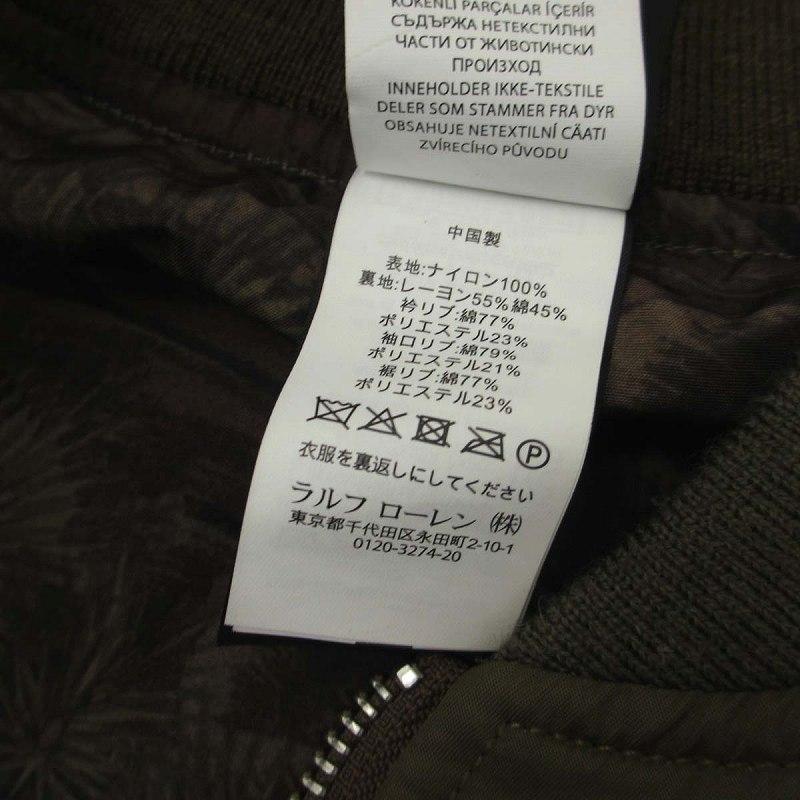 KÖKENLİ PARÇALAR İÇERİR
СЪДЪРЖА НЕТЕКСТИЛНИ
ЧАСТИ ОТ ЖИВОТИНСКИ
ПРОИЗХОД
INNEHOLDER IKKE-TEKSTILE
DELER SOM STAMMER FRA DYR
OBSAHUJE NETEXTILNÍ CÄATI
ZVÍRECÍHO PŮVODU
中国製
表地:ナイロン100%
裏地:レーヨン55% 綿45%
衿リブ:綿77%
ポリエステル23%
袖口リブ:綿79%
ポリエステル21%
裾リブ:綿77%
ポリエステル23%
P
衣服を裏返しにしてください
ラルフ ローレン ㈱
東京都千代田区永田町2-10-1
0120-3274-20